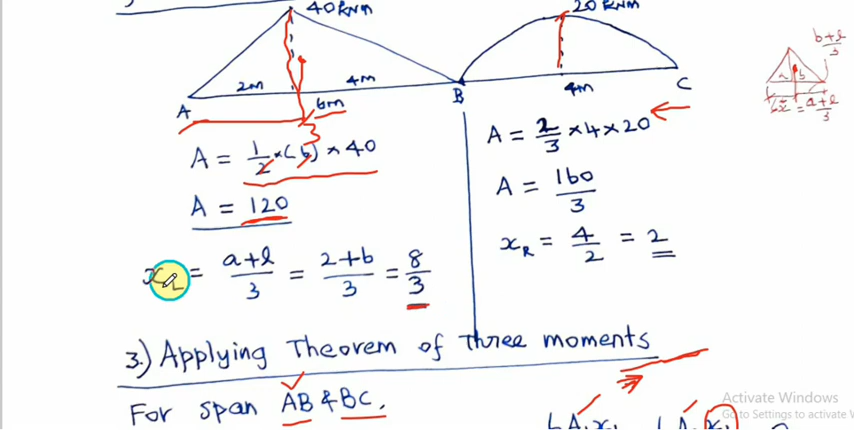 40kNm
20kNm
2m
4m
6m
A
B
4m
C
b+l/3
a
b
x̄ = a+l/3
A = 1/2 × (6) × 40
3
A = 120
A = 2/3 × 4 × 20
A = 160/3
x_R = 4/2 = 2
= a+l/3 = 2+6/3 = 8/3
3.) Applying Theorem of three moments
For span AB & BC.
Activate Windows
Go to Settings to activate